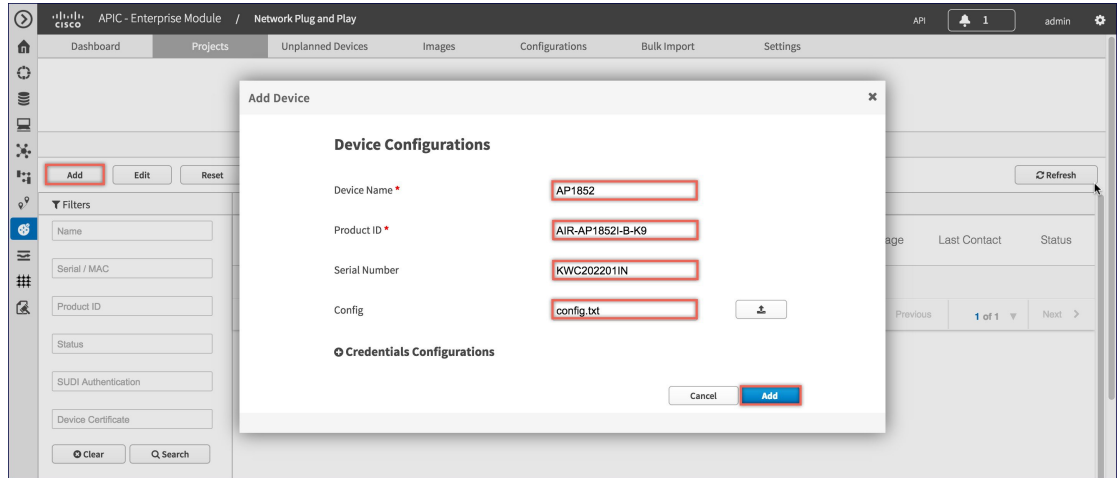 cisco APIC - Enterprise Module / Network Plug and Play API 1 admin
Dashboard Projects Unplanned Devices Images Configurations Bulk Import Settings
Add Device
Device Configurations
Add Edit Reset Refresh
Device Name * AP1852
Filters
Name
Product ID * AIR-AP1852I-B-K9
age Last Contact Status
Serial / MAC
Serial Number KWC202201IN
Product ID
Config config.txt
Previous 1 of 1 Next
Status
Credentials Configurations
SUDI Authentication
Cancel Add
Device Certificate
Clear Search